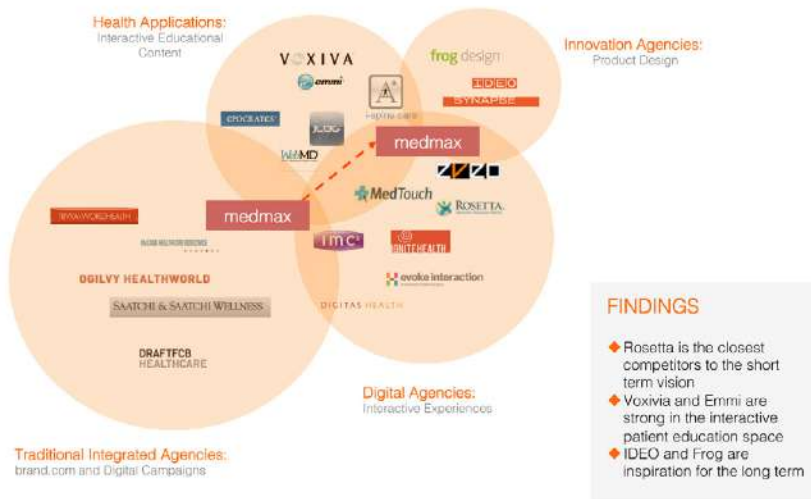 Health Applications:
Interactive Educational
Content
Innovation Agencies:
Product Design
VOXIVA
emmi
frog design
IDEO
SYNAPSE
EPOCRATES
A+
WebMD
medmax
MedTouch
ROSETTA
medmax
imc²
IGNITEHEALTH
OGILVY HEALTHWORLD
evoke interaction
SAATCHI & SAATCHI WELLNESS
DIGITAS HEALTH
DRAFTFCB
HEALTHCARE
Digital Agencies:
Interactive Experiences
Traditional Integrated Agencies:
brand.com and Digital Campaigns
FINDINGS
Rosetta is the closest
competitors to the short
term vision
Voxivia and Emmi are
strong in the interactive
patient education space
IDEO and Frog are
inspiration for the long term